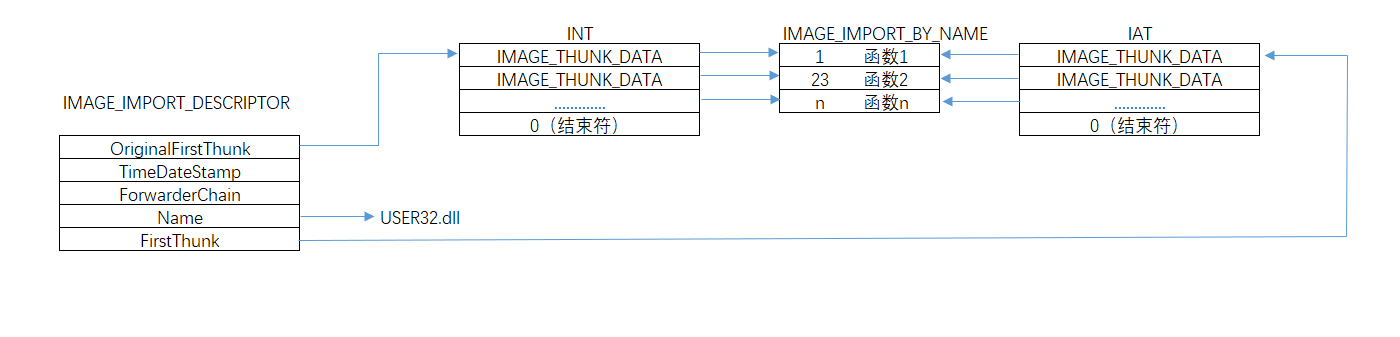 INT
IMAGE_THUNK_DATA
IMAGE_THUNK_DATA
.............
0（结束符）
IMAGE_IMPORT_BY_NAME
1 函数1
23 函数2
n 函数n
IAT
IMAGE_THUNK_DATA
IMAGE_THUNK_DATA
.............
0（结束符）
IMAGE_IMPORT_DESCRIPTOR
OriginalFirstThunk
TimeDateStamp
ForwarderChain
Name
FirstThunk
USER32.dll